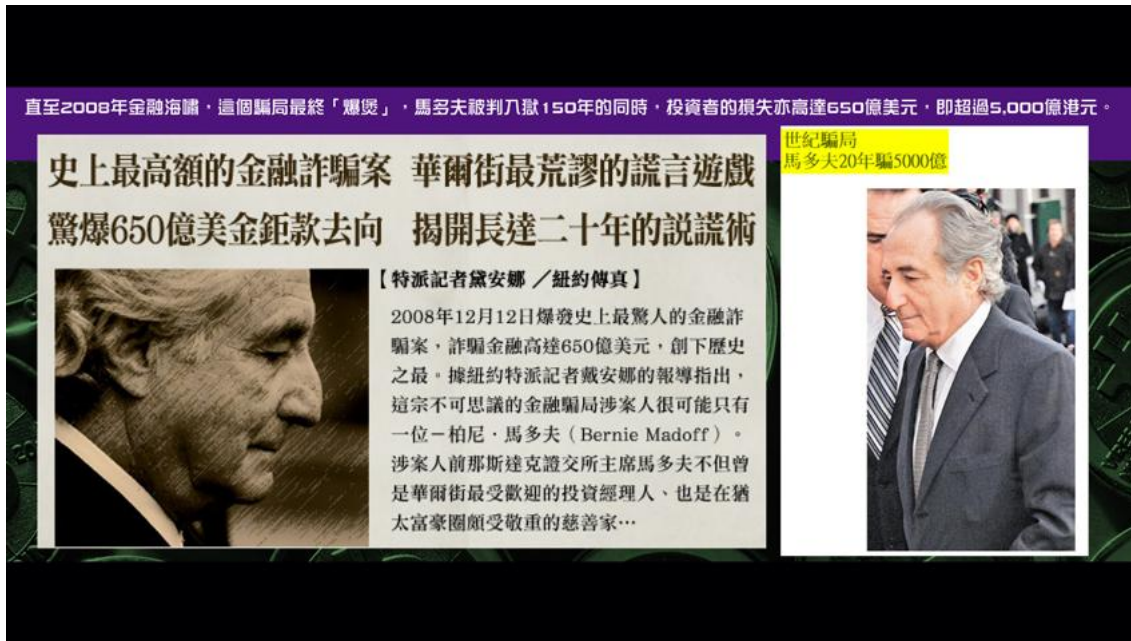 直至2008年金融海嘯，這個騙局最終「爆煲」，馬多夫被判入獄150年的同時，投資者的損失亦高達650億美元，即超過5,000億港元。
史上最高額的金融詐騙案 華爾街最荒謬的謊言遊戲
驚爆650億美金鉅款去向 揭開長達二十年的説謊術
【特派記者黛安娜／紐約傳真】
2008年12月12日爆發史上最驚人的金融詐
騙案，詐騙金融高達650億美元，創下歷史
之最。據紐約特派記者戴安娜的報導指出，
這宗不可思議的金融騙局涉案人很可能只有
一位－柏尼．馬多夫（Bernie Madoff）。
涉案人前那斯達克證交所主席馬多夫不但曾
是華爾街最受歡迎的投資經理人、也是在猶
太富豪圈頗受敬重的慈善家…
世紀騙局
馬多夫20年騙5000億